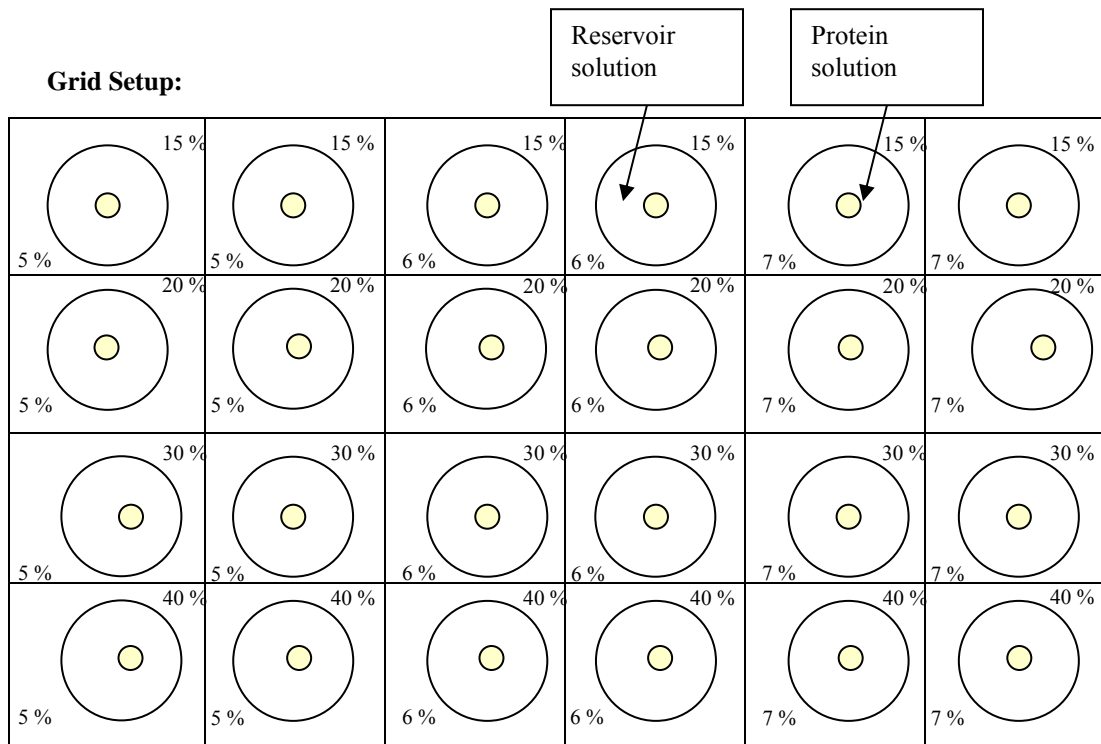 Reservoir
solution
Protein
solution
Grid Setup:
15 % 15 % 15 % 15 % 15 % 15 %
5 % 5 % 6 % 6 % 7 % 7 %
20 % 20 % 20 % 20 % 20 % 20 %
5 % 5 % 6 % 6 % 7 % 7 %
30 % 30 % 30 % 30 % 30 % 30 %
5 % 5 % 6 % 6 % 7 % 7 %
40 % 40 % 40 % 40 % 40 % 40 %
5 % 5 % 6 % 6 % 7 % 7 %